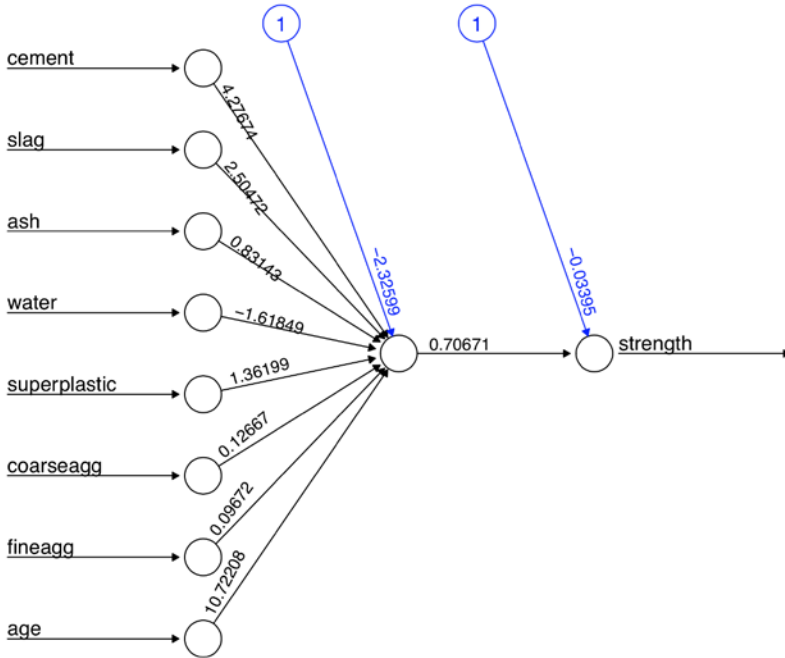 1
1
cement
4.27674
slag
2.50472
ash
0.83143
water
−1.61849
−2.32599
−0.03395
0.70671
strength
superplastic
1.36199
coarseagg
0.12667
fineagg
0.09672
age
10.72208